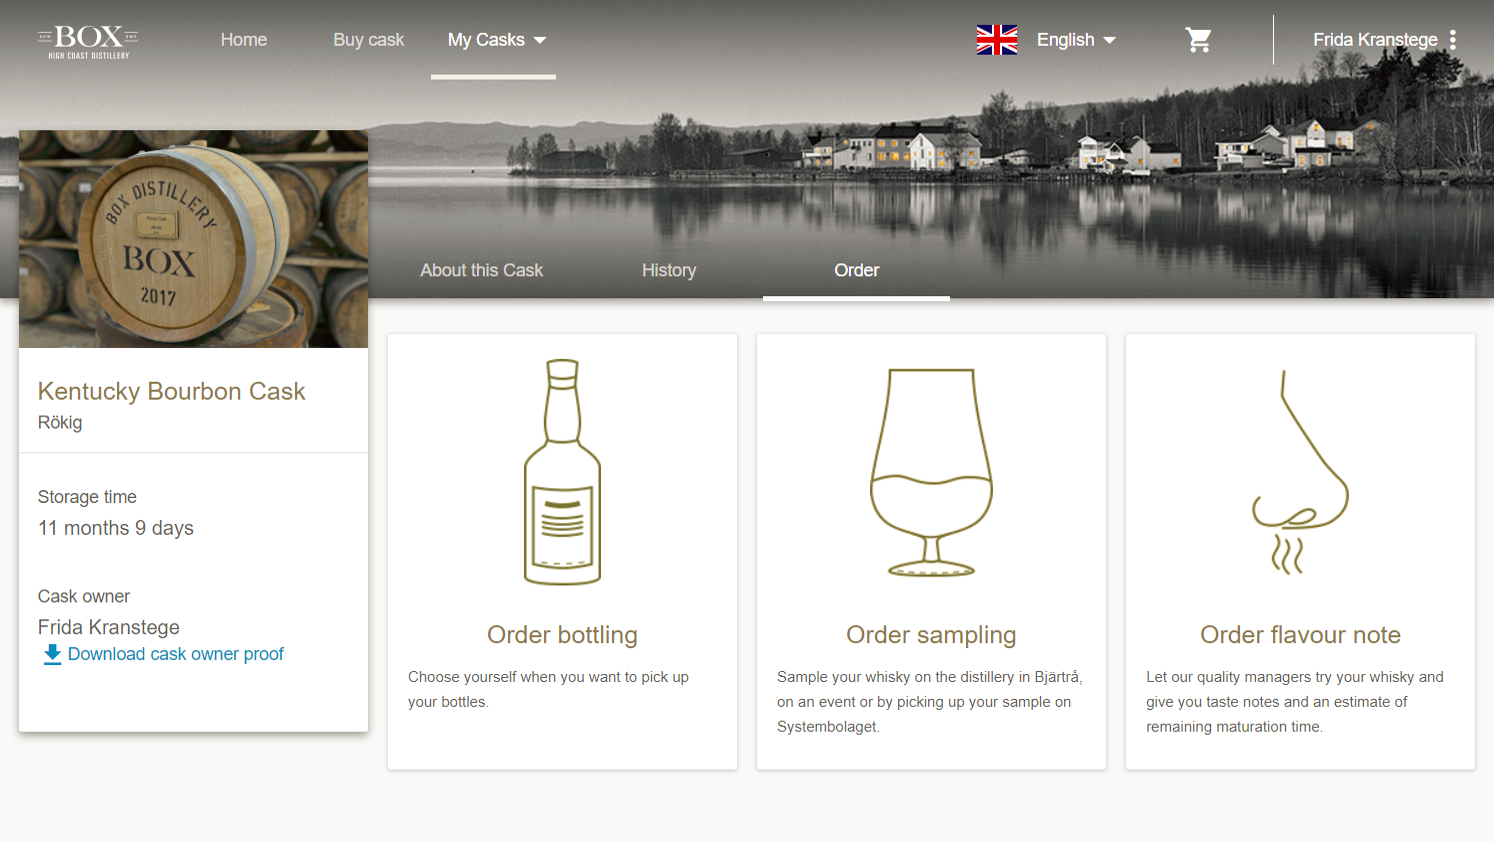 BOX
HIGH COAST DISTILLERY
Home
Buy cask
My Casks
English
Frida Kranstege
BOX DISTILLERY
BOX
2017
About this Cask
History
Order
Kentucky Bourbon Cask
Rökig
Storage time
11 months 9 days
Cask owner
Frida Kranstege
Download cask owner proof
Order bottling
Choose yourself when you want to pick up
your bottles.
Order sampling
Sample your whisky on the distillery in Bjärtrå,
on an event or by picking up your sample on
Systembolaget.
Order flavour note
Let our quality managers try your whisky and
give you taste notes and an estimate of
remaining maturation time.